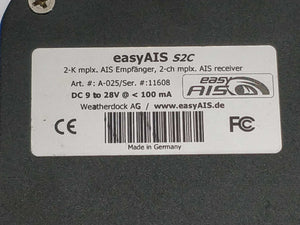 easyAIS S2C
2-K mplx. AIS Empfänger, 2-ch mplx. AIS receiver
Art. #: A-025/Ser. #:11608
DC 9 to 28V @ < 100 mA
Weatherdock AG / www.easyAIS.de
easy
AIS
FC
CE
Made in Germany